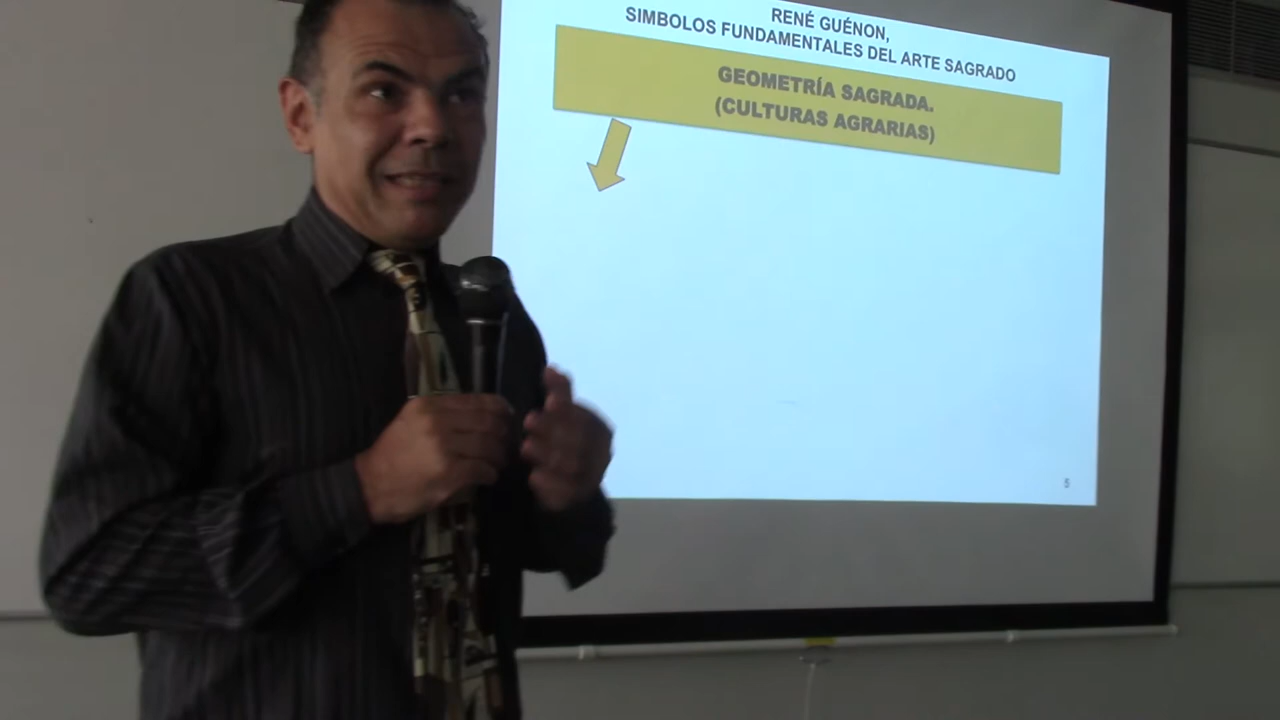 RENÉ GUÉNON,
SIMBOLOS FUNDAMENTALES DEL ARTE SAGRADO
GEOMETRÍA SAGRADA.
(CULTURAS AGRARIAS)
5